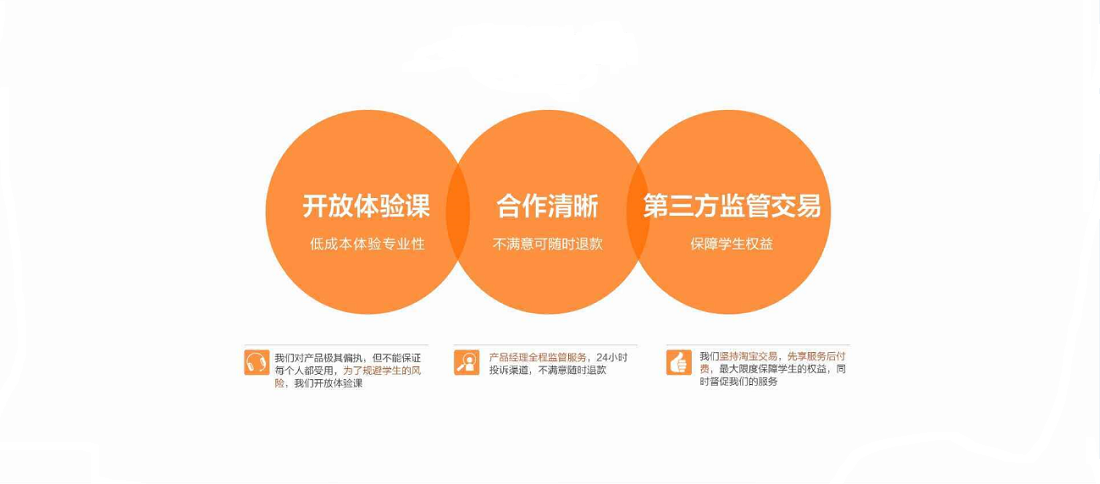 开放体验课
低成本体验专业性
合作清晰
不满意可随时退款
第三方监管交易
保障学生权益
我们对产品极其偏执，但不能保证
每个人都受用，为了规避学生的风
险，我们开放体验课
产品经理全程监管服务，24小时
投诉渠道，不满意随时退款
我们坚持淘宝交易，先享服务后付
费，最大限度保障学生的权益，同
时督促我们的服务